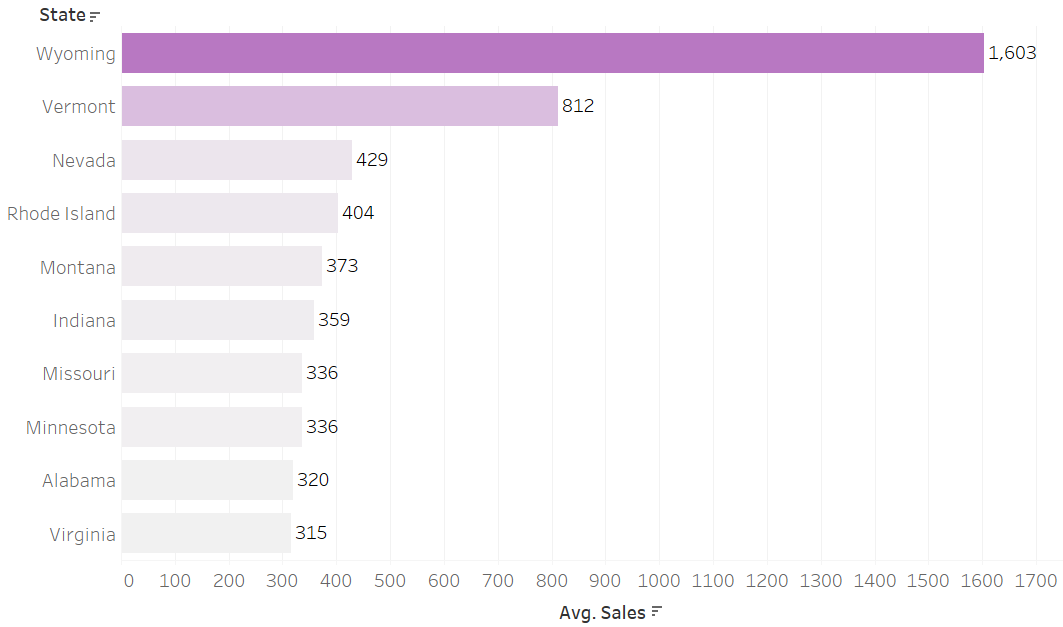 State
Wyoming 1,603
Vermont 812
Nevada 429
Rhode Island 404
Montana 373
Indiana 359
Missouri 336
Minnesota 336
Alabama 320
Virginia 315
0 100 200 300 400 500 600 700 800 900 1000 1100 1200 1300 1400 1500 1600 1700
Avg. Sales